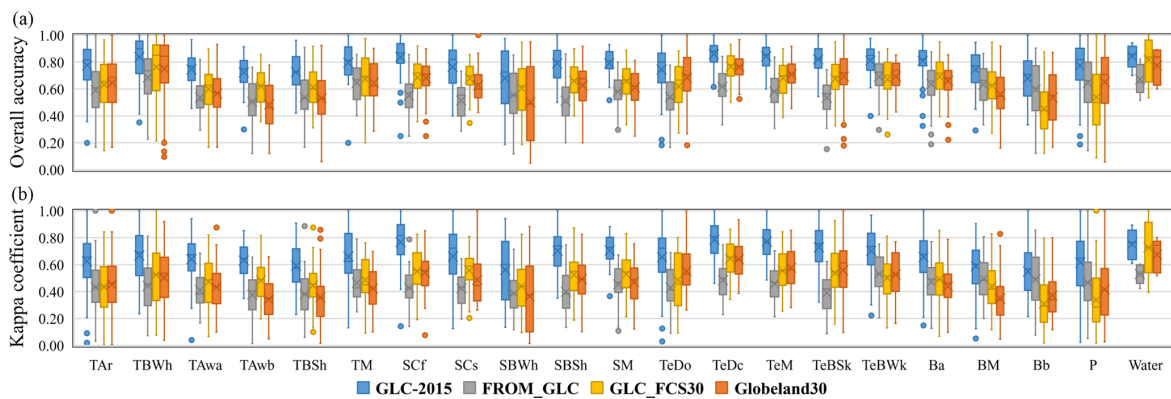 (a)
Overall accuracy
1.00
0.80
0.60
0.40
0.20
0.00
(b)
Kappa coefficient
1.00
0.80
0.60
0.40
0.20
0.00
TAr TBWh TAwa TAwb TBSh TM SCf SCs SBWh SBSh SM TeDo TeDc TeM TeBSk TeBWk Ba BM Bb P Water
GLC-2015 FROM_GLC GLC_FCS30 Globeland30